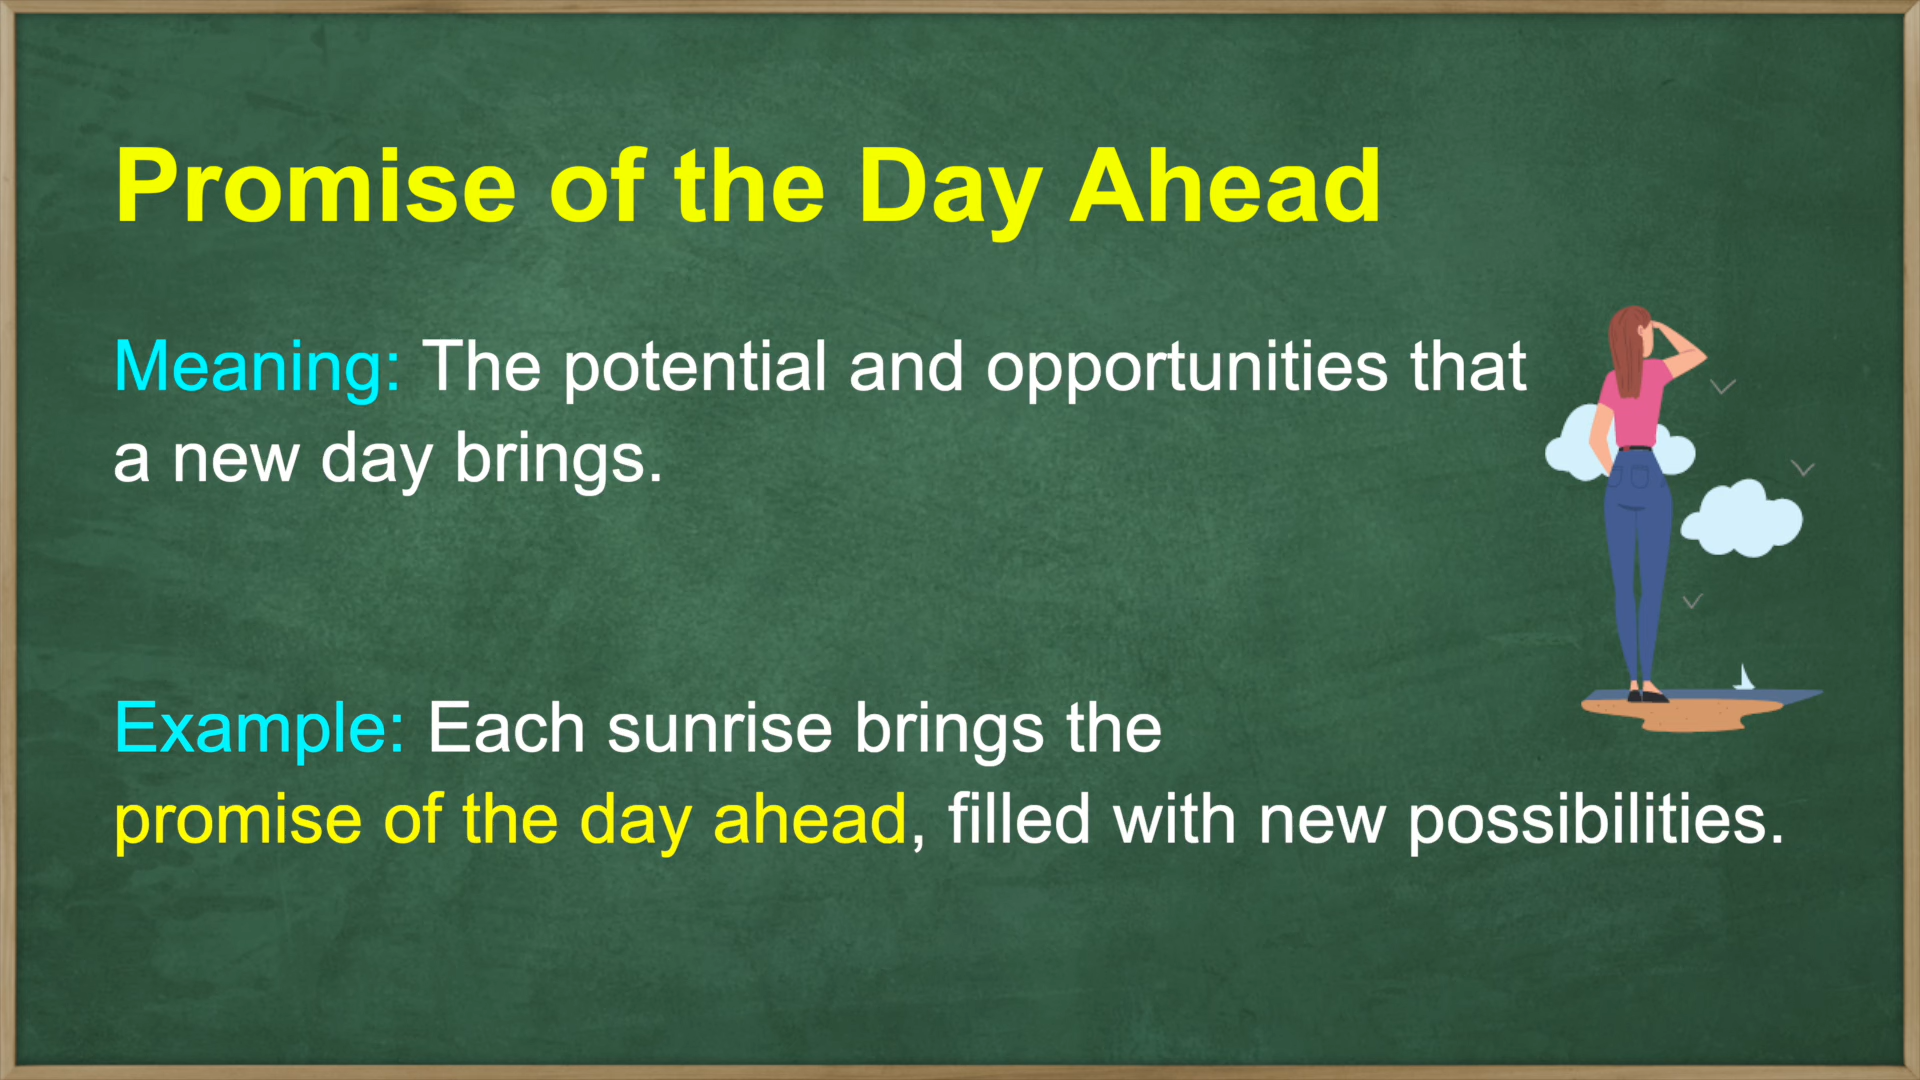 Promise of the Day Ahead
Meaning: The potential and opportunities that
a new day brings.
Example: Each sunrise brings the
promise of the day ahead, filled with new possibilities.